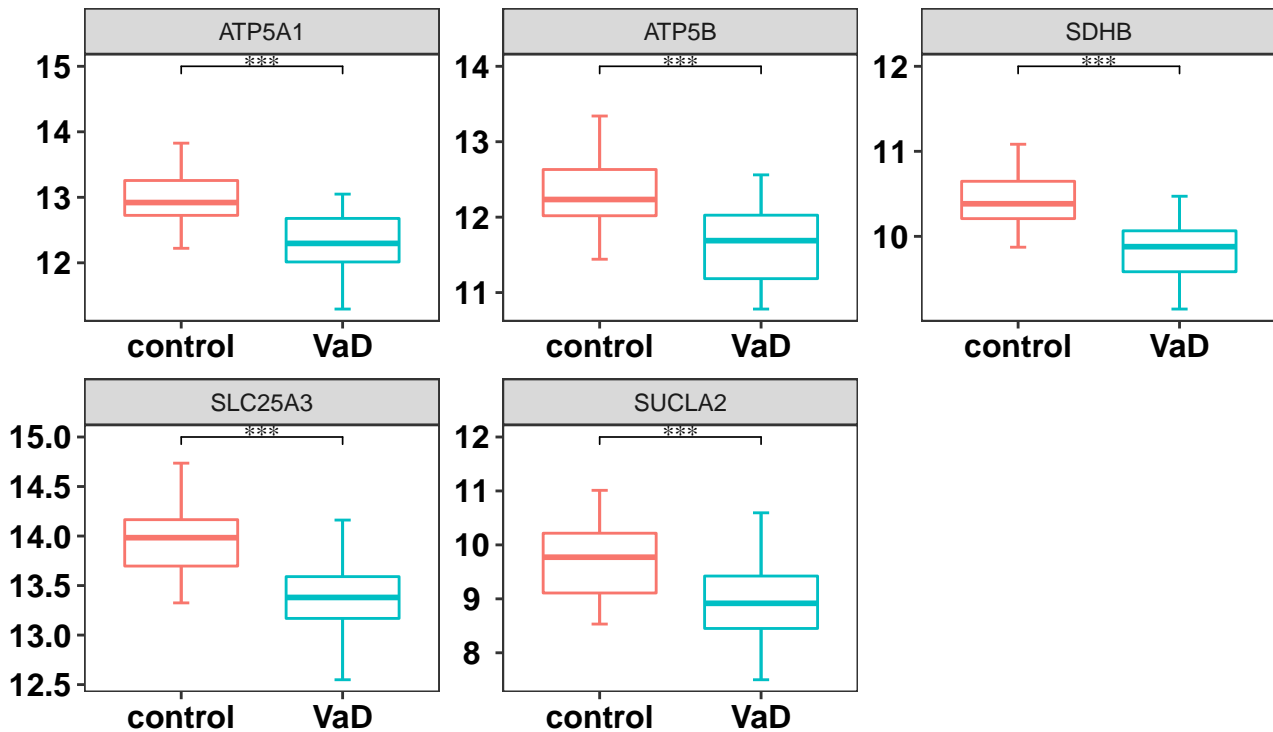 ATP5A1
ATP5B
SDHB
15
14
13
12
***
control
VaD
14
13
12
11
***
control
VaD
12
11
10
***
control
VaD
SLC25A3
SUCLA2
15.0
14.5
14.0
13.5
13.0
12.5
***
control
VaD
12
11
10
9
8
***
control
VaD